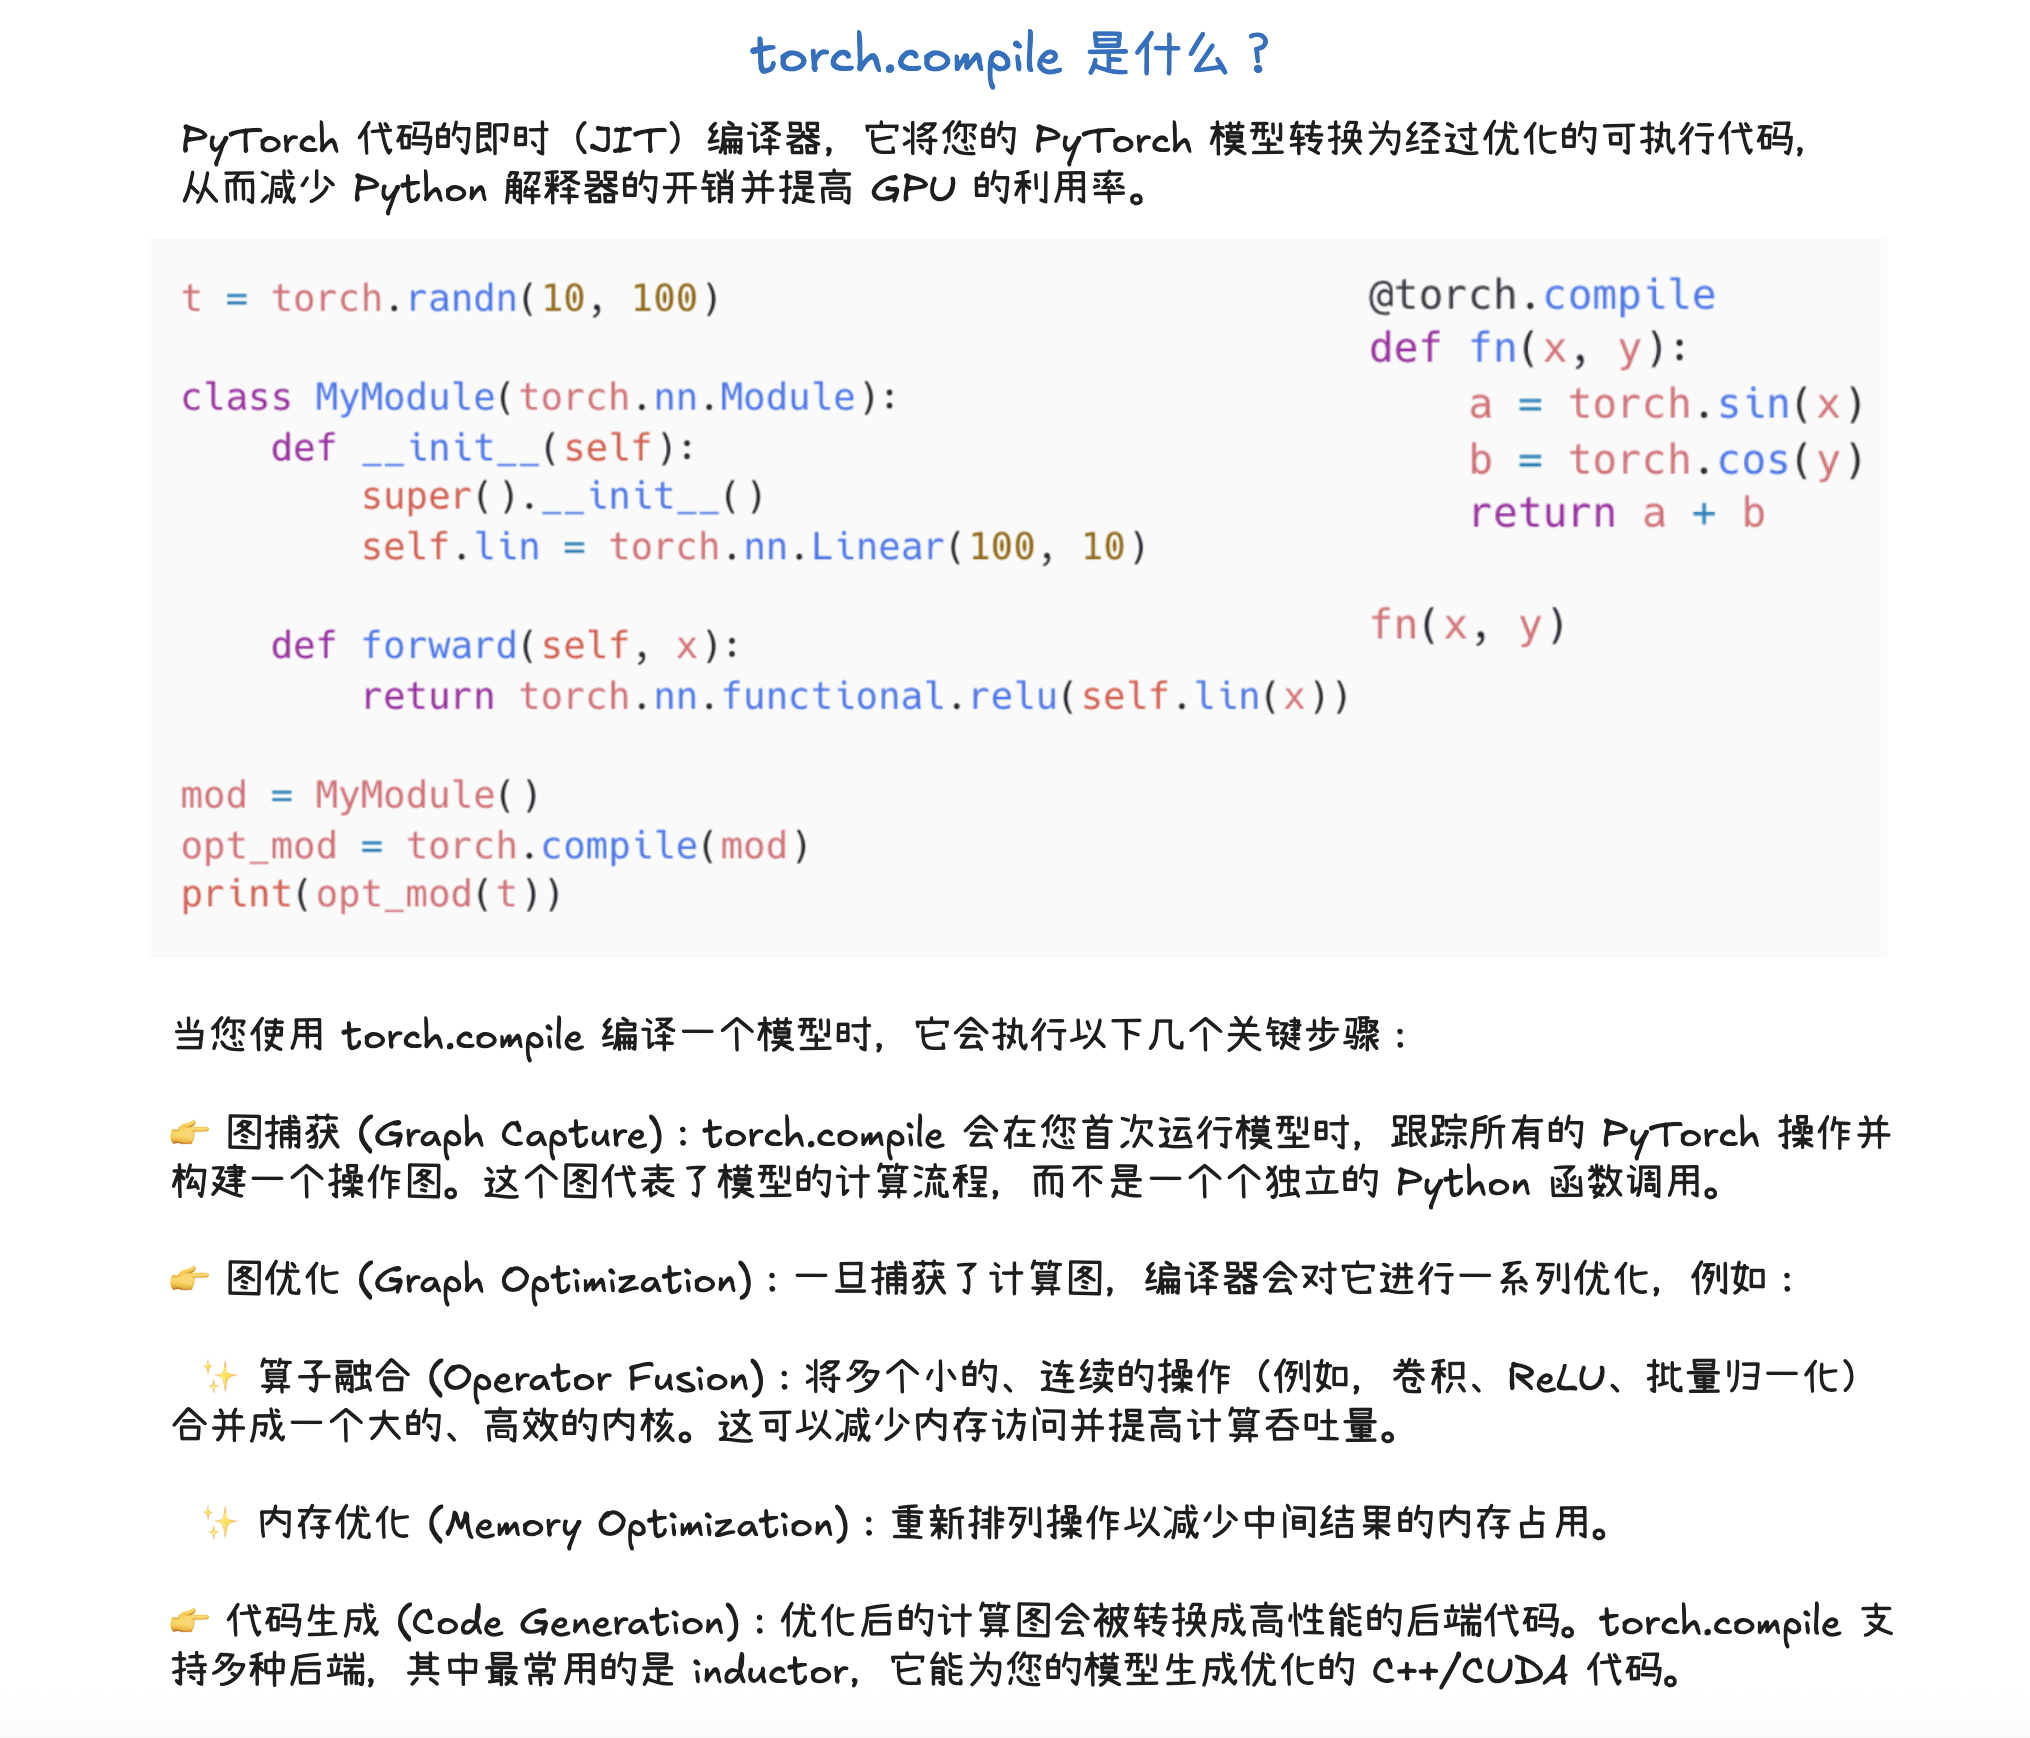 torch.compile 是什么？
PyTorch 代码的即时（JIT）编译器，它将您的 PyTorch 模型转换为经过优化的可执行代码，
从而减少 Python 解释器的开销并提高 GPU 的利用率。
t = torch.randn(10, 100)
class MyModule(torch.nn.Module):
    def __init__(self):
        super().__init__()
        self.lin = torch.nn.Linear(100, 10)
    def forward(self, x):
        return torch.nn.functional.relu(self.lin(x))
mod = MyModule()
opt_mod = torch.compile(mod)
print(opt_mod(t))
@torch.compile
def fn(x, y):
    a = torch.sin(x)
    b = torch.cos(y)
    return a + b
fn(x, y)
当您使用 torch.compile 编译一个模型时，它会执行以下几个关键步骤：
👉 图捕获 (Graph Capture)：torch.compile 会在您首次运行模型时，跟踪所有的 PyTorch 操作并
构建一个操作图。这个图代表了模型的计算流程，而不是一个个独立的 Python 函数调用。
👉 图优化 (Graph Optimization)：一旦捕获了计算图，编译器会对它进行一系列优化，例如：
✨ 算子融合 (Operator Fusion)：将多个小的、连续的操作（例如，卷积、ReLU、批量归一化）
合并成一个大的、高效的内核。这可以减少内存访问并提高计算吞吐量。
✨ 内存优化 (Memory Optimization)：重新排列操作以减少中间结果的内存占用。
👉 代码生成 (Code Generation)：优化后的计算图会被转换成高性能的后端代码。torch.compile 支
持多种后端，其中最常用的是 inductor，它能为您的模型生成优化的 C++/CUDA 代码。